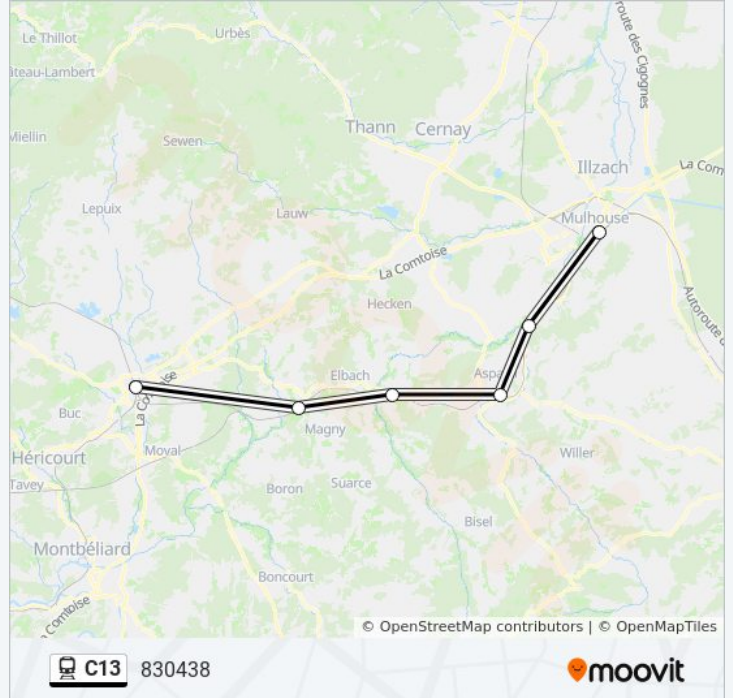 Le Thillot
Urbès
route des Cigognes
âteau-Lambert
Thann
Cernay
Miellin
Sewen
Illzach
La Com
Lepuix
Lauw
Mulhouse
La Comtoise
Hecken
Autoroute d
Elbach
Aspa
La Comtoise
Buc
Magny
Héricourt
Moval
Willer
Tavey
Boron
Suarce
Bisel
Montbéliard
Boncourt
a Comtoise
© OpenStreetMap contributors | © OpenMapTiles
C13 830438
moovit